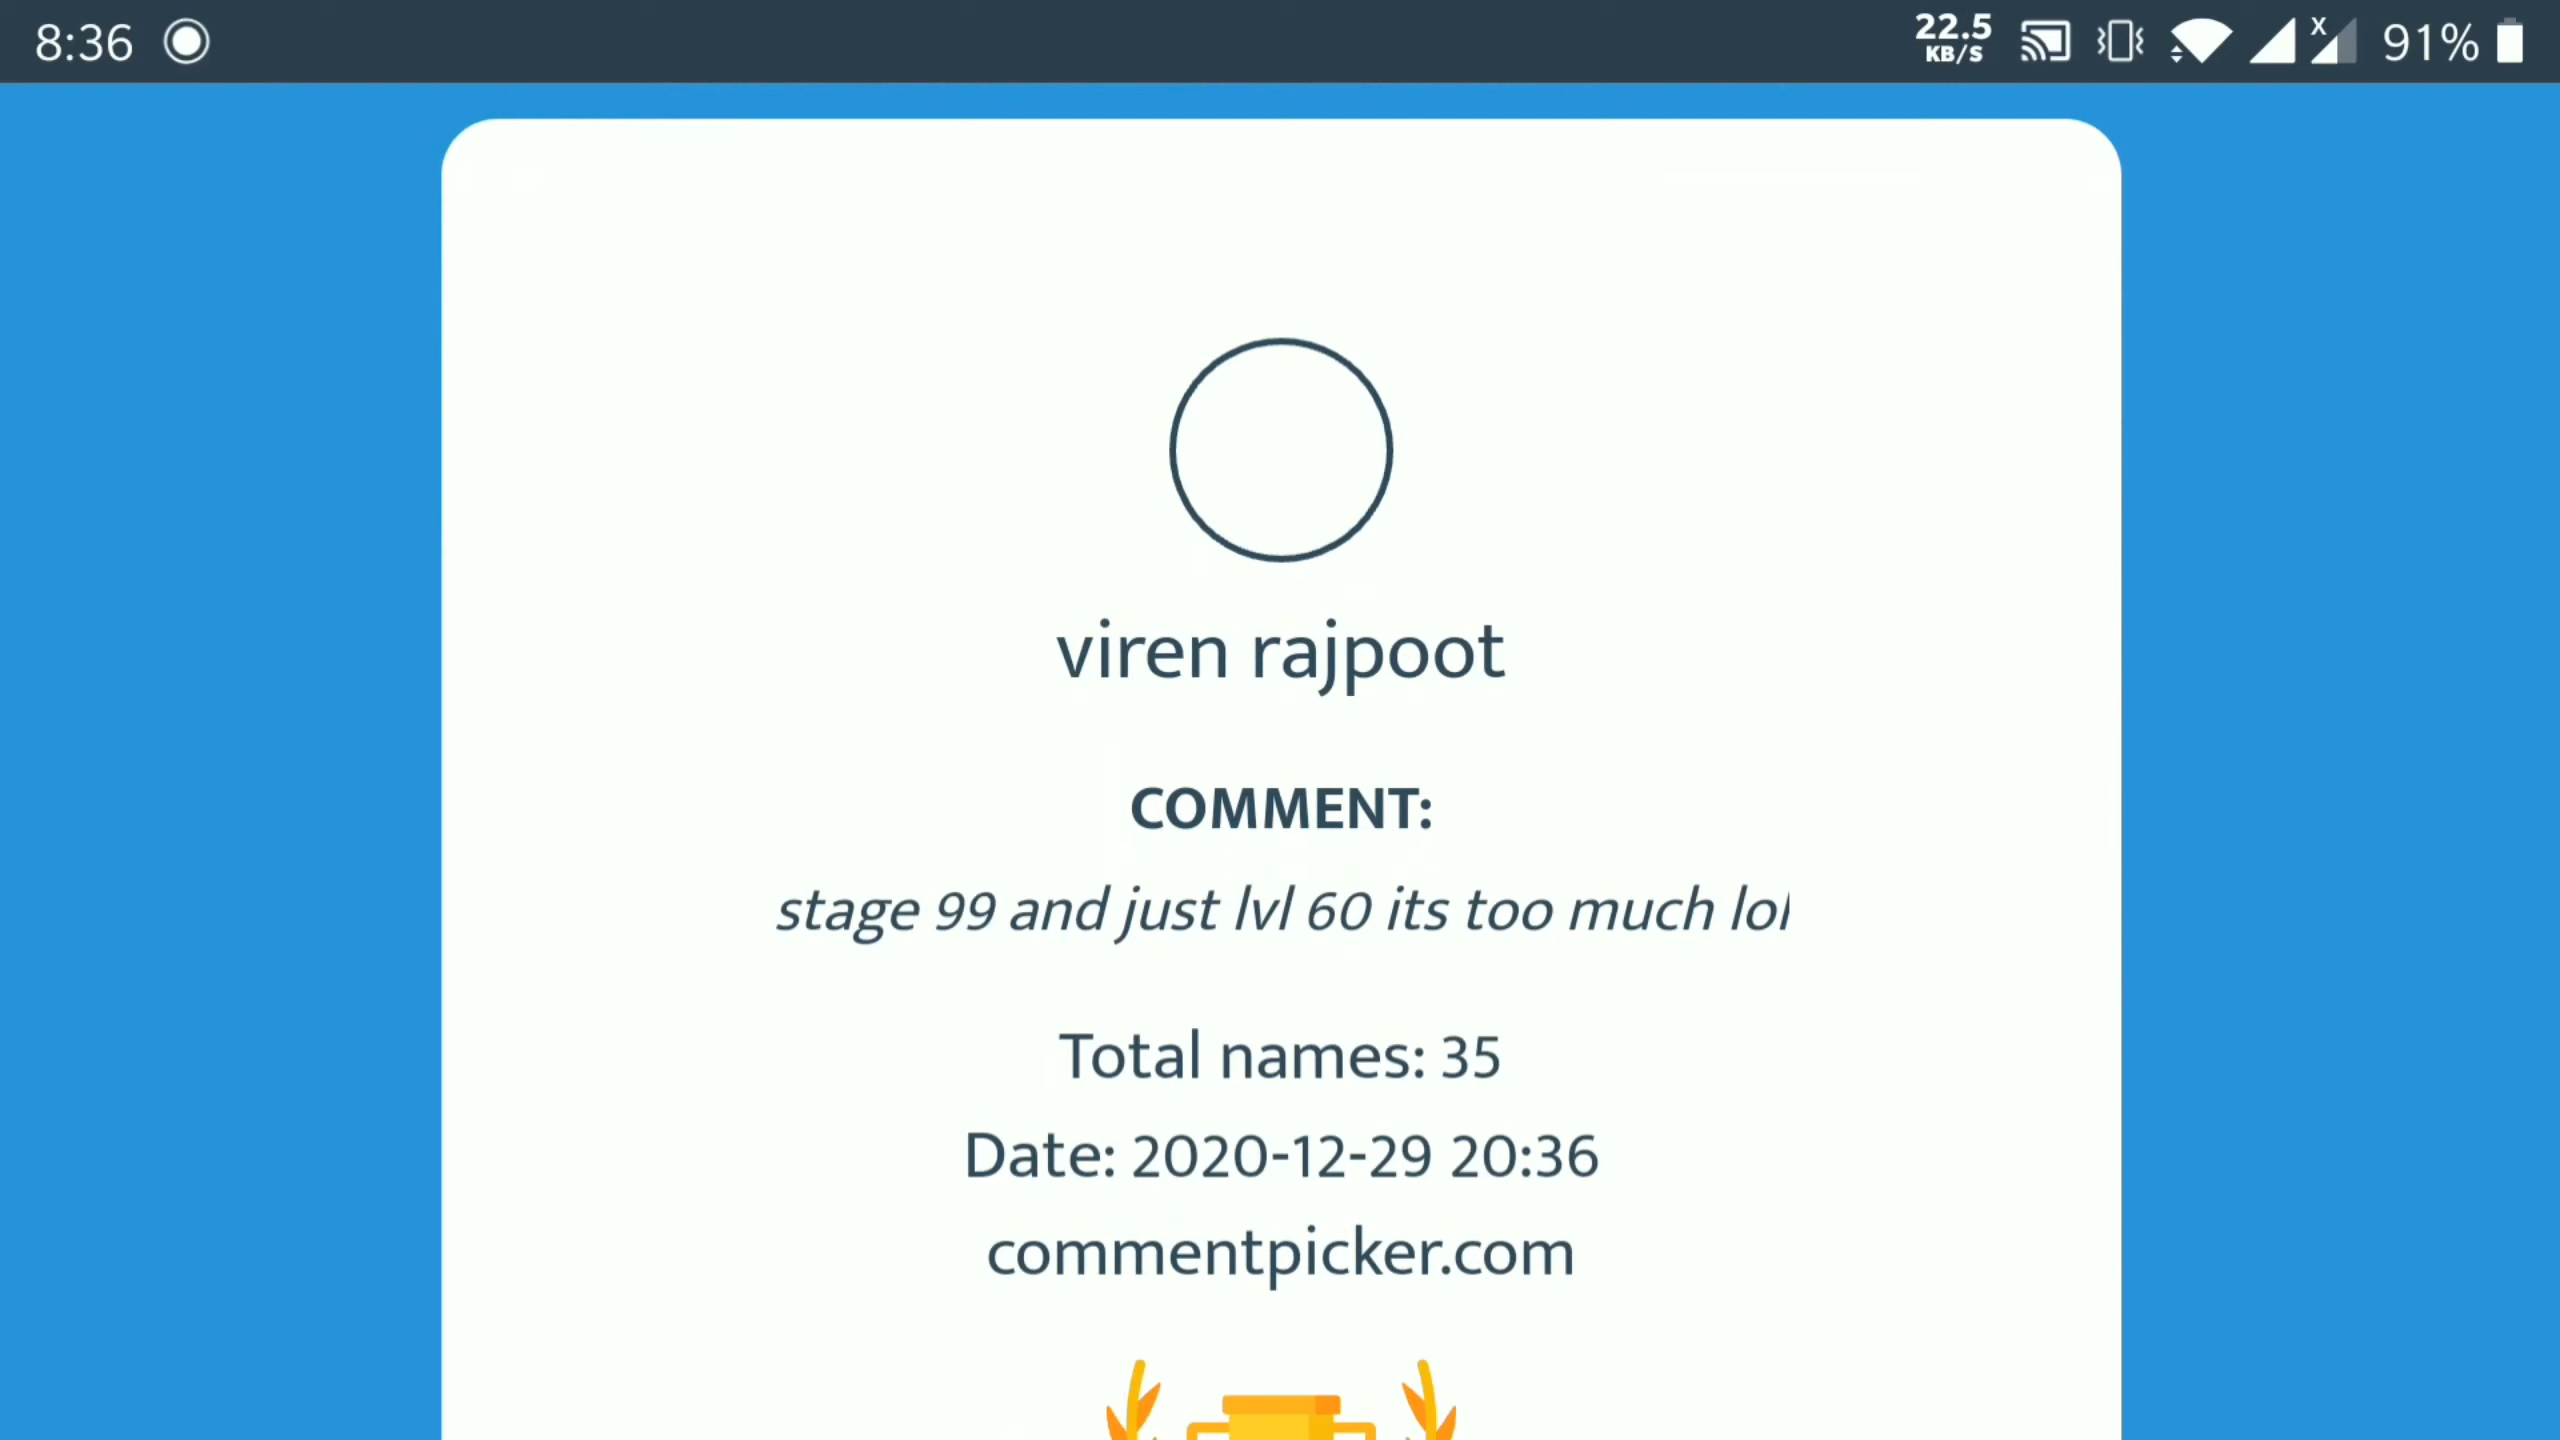 8:36
22.5
KB/S
x
91%
viren rajpoot
COMMENT:
stage 99 and just lvl 60 its too much lol
Total names: 35
Date: 2020-12-29 20:36
commentpicker.com